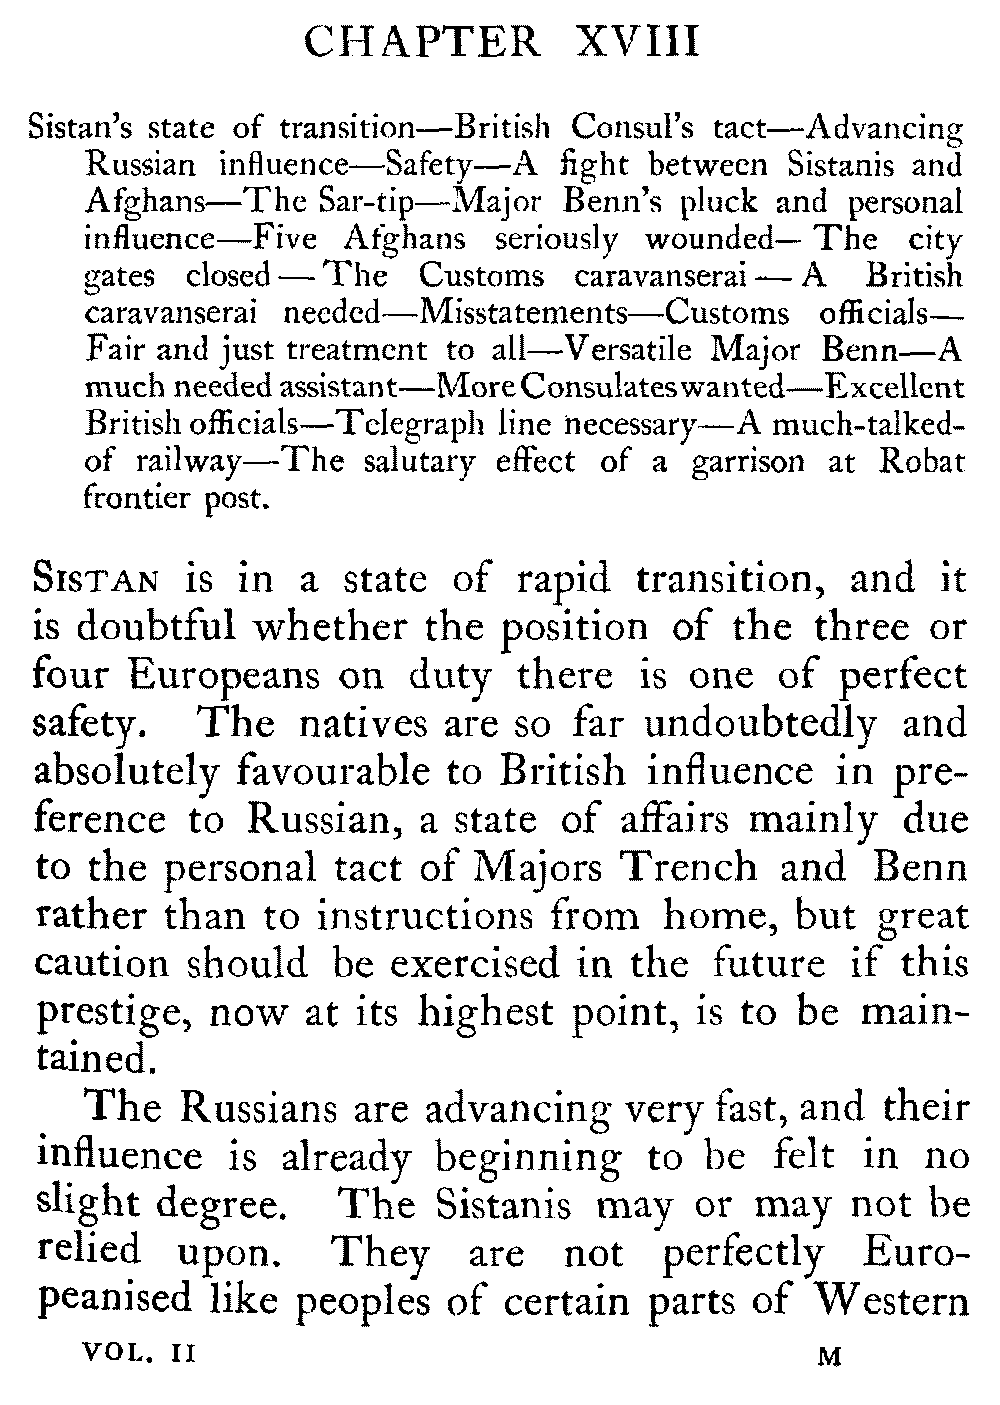 CHAPTER XVIII
Sistan's state of transition—British Consul's tact—Advancing
Russian influence—Safety—A fight between Sistanis and
Afghans—The Sar-tip—Major Benn's pluck and personal
influence—Five Afghans seriously wounded— The city
gates closed — The Customs caravanserai — A British
caravanserai needed—Misstatements—Customs officials—
Fair and just treatment to all—Versatile Major Benn—A
much needed assistant—More Consulates wanted—Excellent
British officials—Telegraph line necessary—A much-talked-
of railway—The salutary effect of a garrison at Robat
frontier post.
SISTAN is in a state of rapid transition, and it
is doubtful whether the position of the three or
four Europeans on duty there is one of perfect
safety. The natives are so far undoubtedly and
absolutely favourable to British influence in pre-
ference to Russian, a state of affairs mainly due
to the personal tact of Majors Trench and Benn
rather than to instructions from home, but great
caution should be exercised in the future if this
prestige, now at its highest point, is to be main-
tained.
The Russians are advancing very fast, and their
influence is already beginning to be felt in no
slight degree. The Sistanis may or may not be
relied upon. They are not perfectly Euro-
peanised like peoples of certain parts of Western
VOL. II M